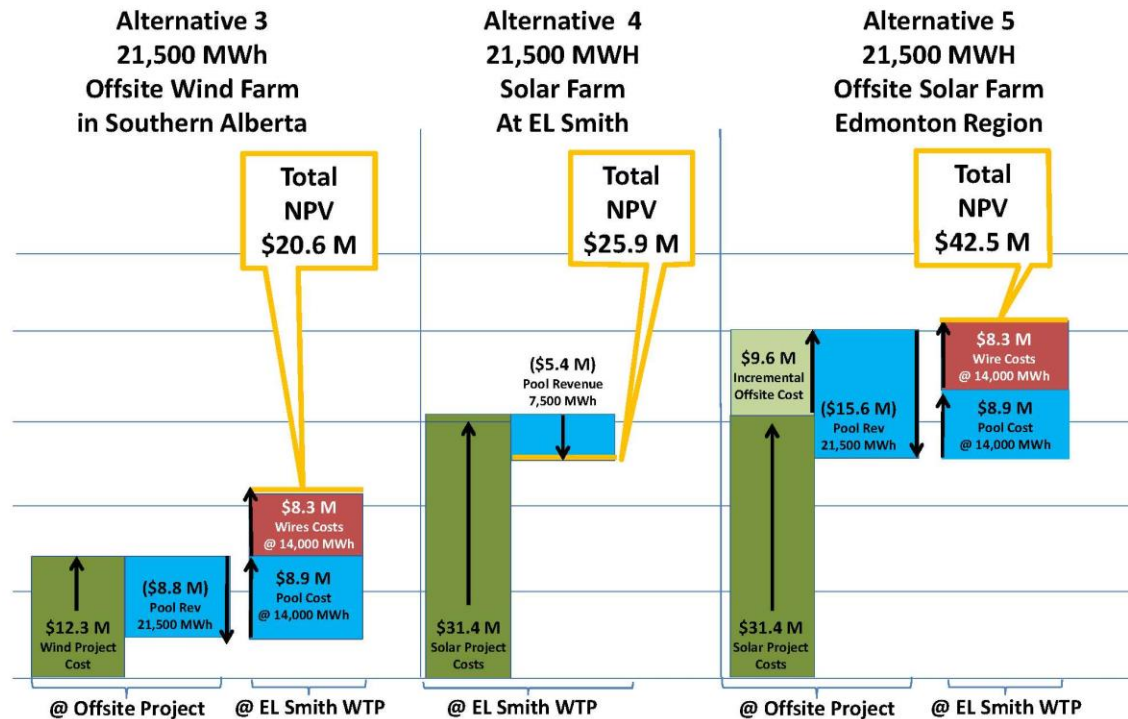 Alternative 3
21,500 MWh
Offsite Wind Farm
in Southern Alberta
Total
NPV
$20.6 M
$8.3 M
Wires Costs
@ 14,000 MWh
($8.8 M)
Pool Rev
21,500 MWh
$8.9 M
Pool Cost
@ 14,000 MWh
$12.3 M
Wind Project
Cost
@ Offsite Project
@ EL Smith WTP
Alternative 4
21,500 MWH
Solar Farm
At EL Smith
Total
NPV
$25.9 M
($5.4 M)
Pool Revenue
7,500 MWh
$31.4 M
Solar Project
Costs
@ EL Smith WTP
Alternative 5
21,500 MWH
Offsite Solar Farm
Edmonton Region
Total
NPV
$42.5 M
$9.6 M
Incremental
Offsite Cost
($15.6 M)
Pool Rev
21,500 MWh
$8.3 M
Wire Costs
@ 14,000 MWh
$8.9 M
Pool Cost
@ 14,000 MWh
$31.4 M
Solar Project
Costs
@ Offsite Project
@ EL Smith WTP